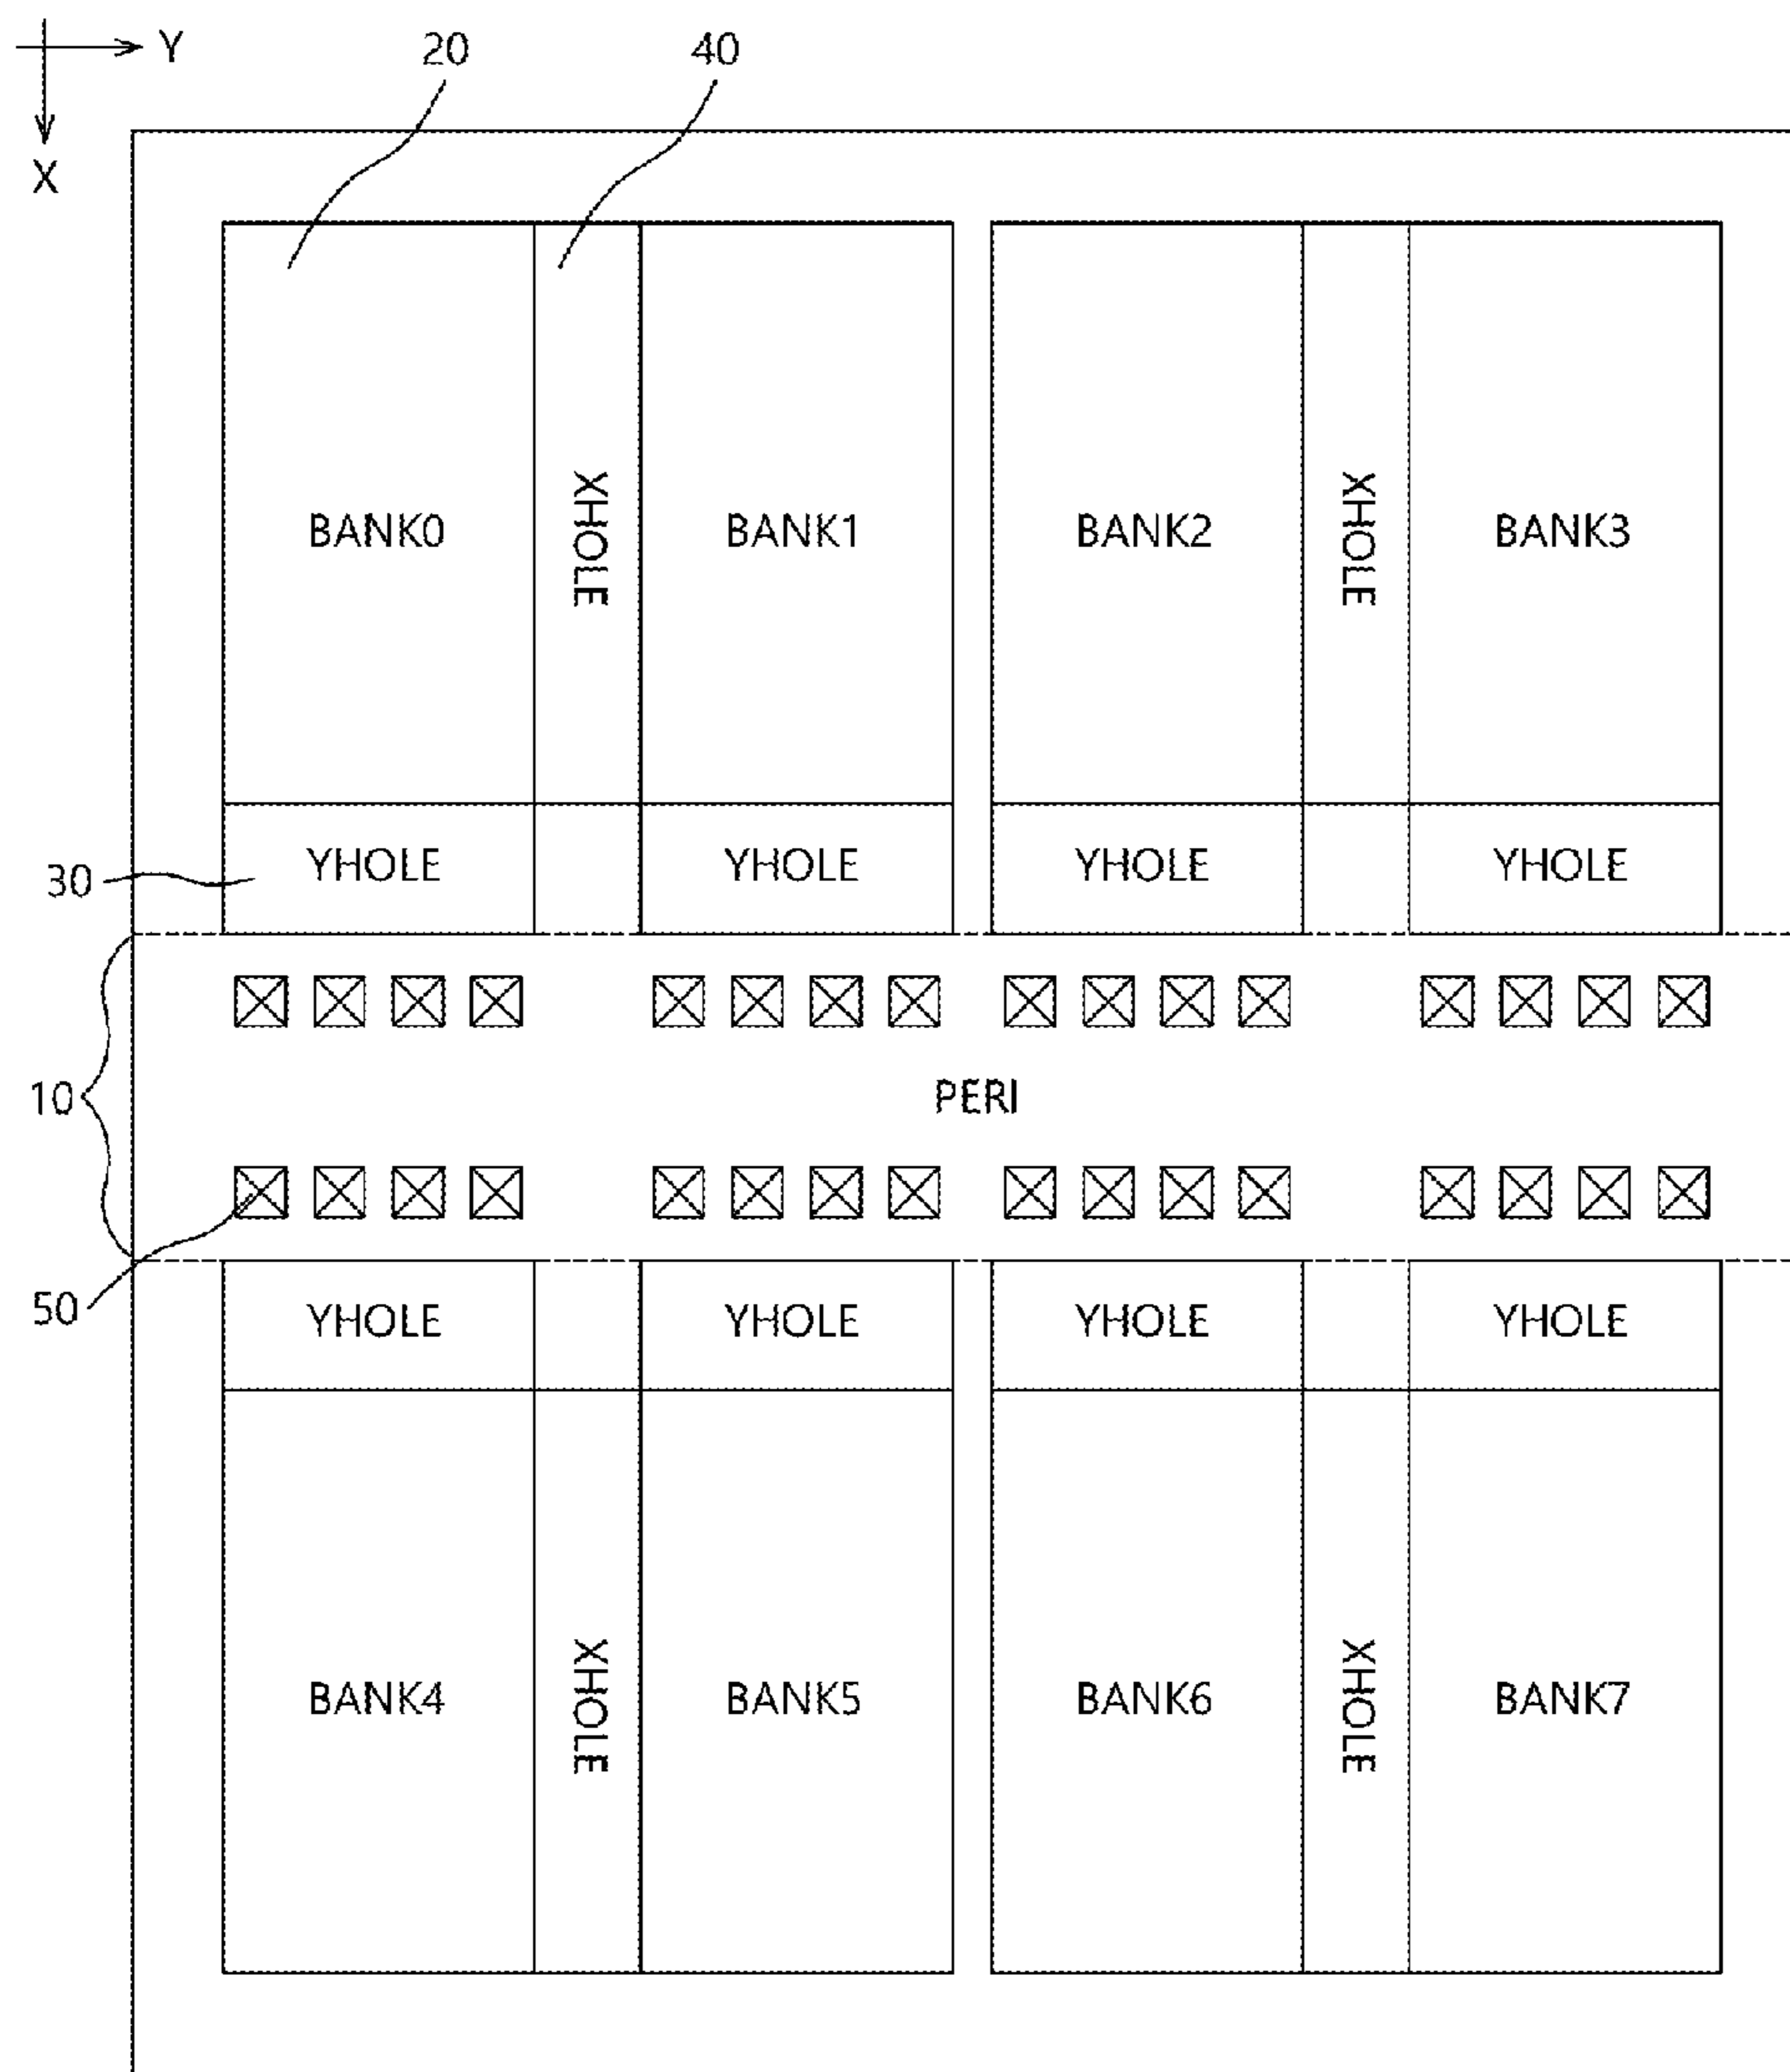 Y 20 40
X
BANK0 XHOLE BANK1 BANK2 XHOLE BANK3
30 YHOLE YHOLE YHOLE YHOLE
10 PERI
50 YHOLE YHOLE YHOLE YHOLE
BANK4 XHOLE BANK5 BANK6 XHOLE BANK7